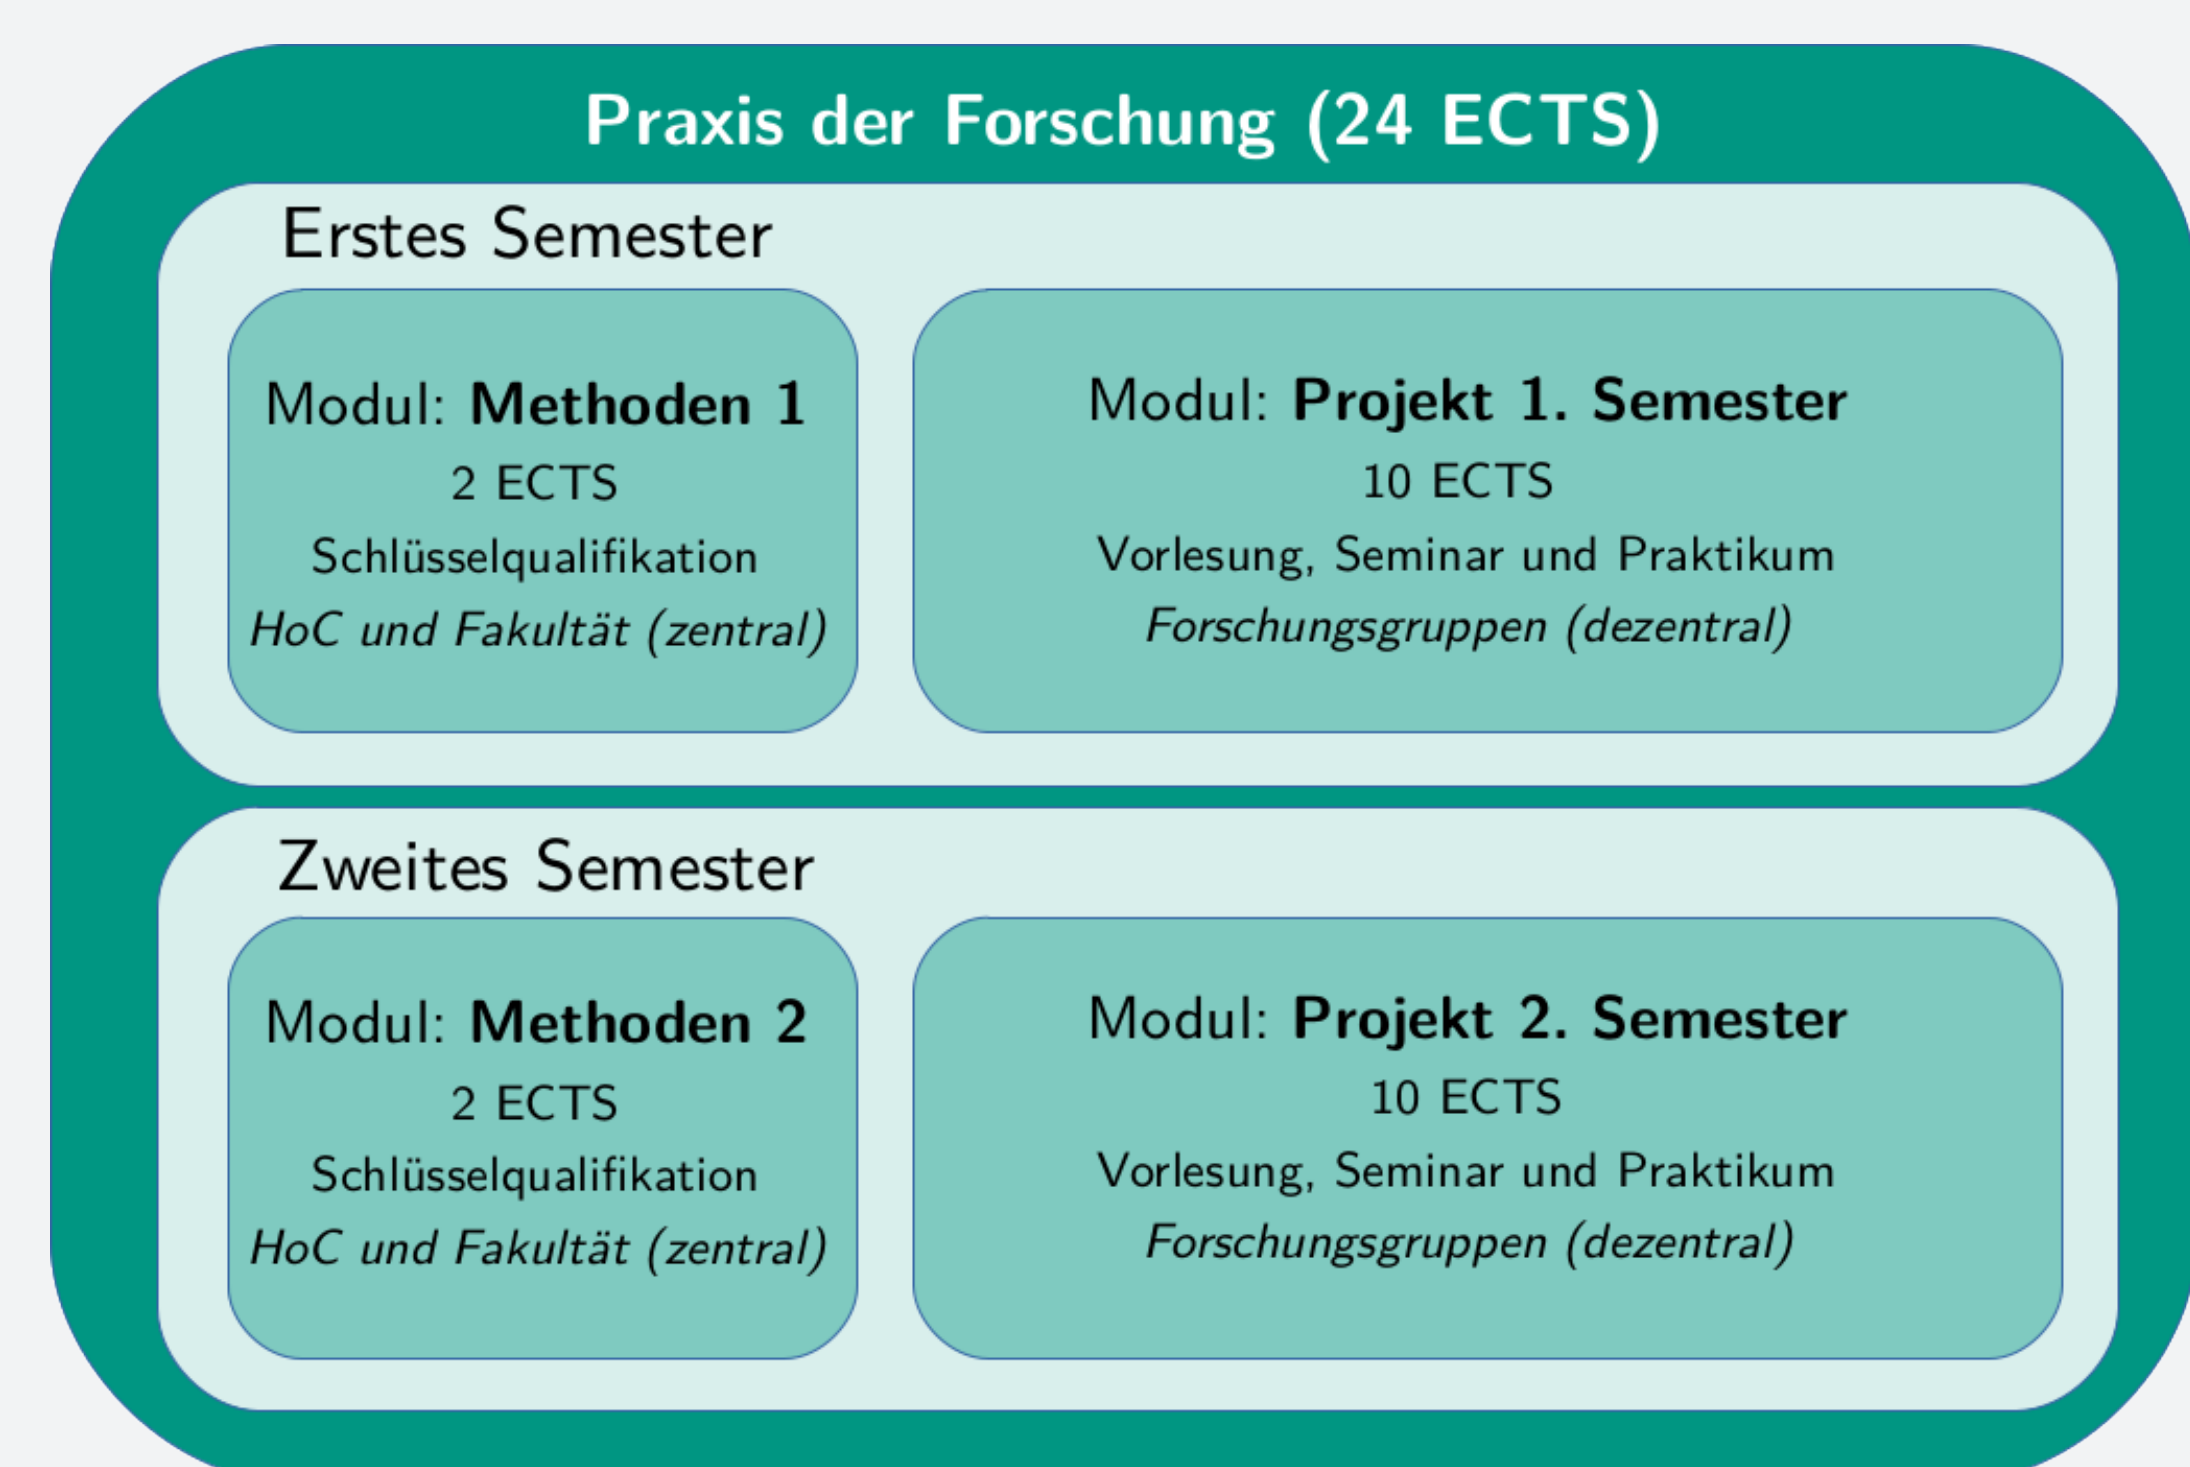 Praxis der Forschung (24 ECTS)
Erstes Semester
Modul: Methoden 1
2 ECTS
Schlüsselqualifikation
HoC und Fakultät (zentral)
Modul: Projekt 1. Semester
10 ECTS
Vorlesung, Seminar und Praktikum
Forschungsgruppen (dezentral)
Zweites Semester
Modul: Methoden 2
2 ECTS
Schlüsselqualifikation
HoC und Fakultät (zentral)
Modul: Projekt 2. Semester
10 ECTS
Vorlesung, Seminar und Praktikum
Forschungsgruppen (dezentral)